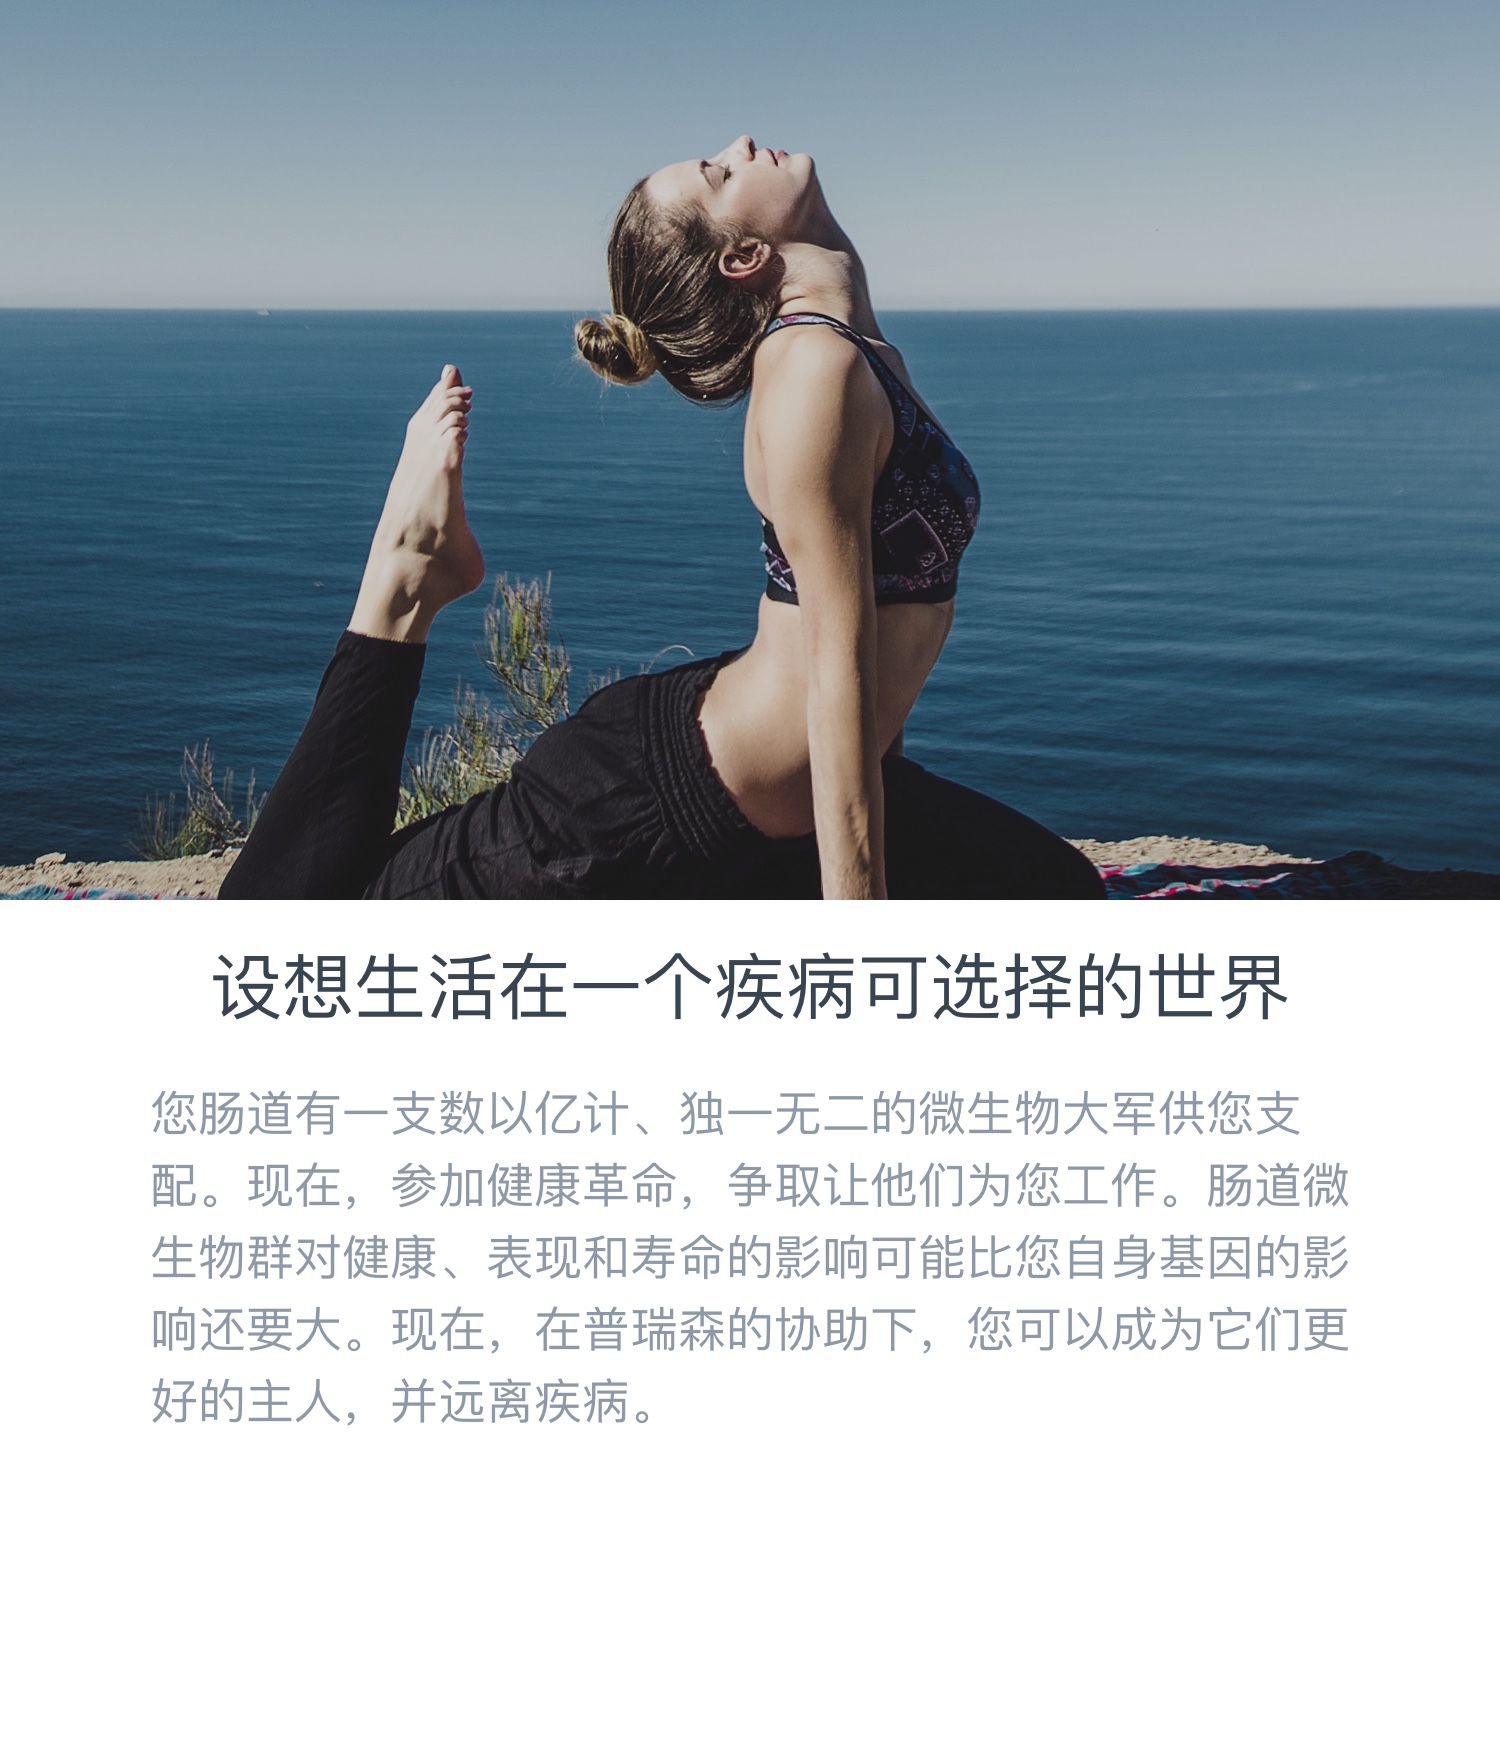 设想生活在一个疾病可选择的世界
您肠道有一支数以亿计、独一无二的微生物大军供您支
配。现在，参加健康革命，争取让他们为您工作。肠道微
生物群对健康、表现和寿命的影响可能比您自身基因的影
响还要大。现在，在普瑞森的协助下，您可以成为它们更
好的主人，并远离疾病。